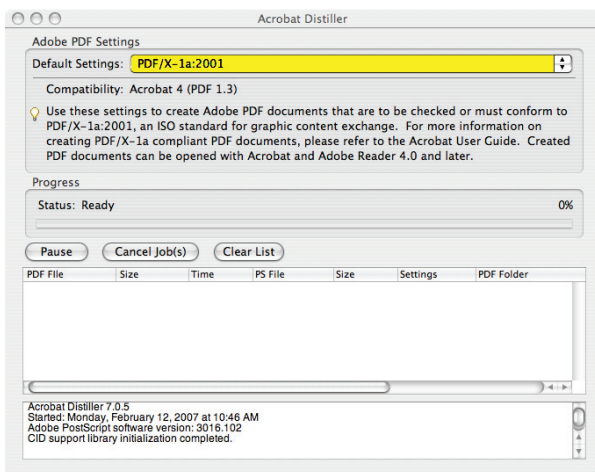 Acrobat Distiller
Adobe PDF Settings
Default Settings: PDF/X-1a:2001
Compatibility: Acrobat 4 (PDF 1.3)
Use these settings to create Adobe PDF documents that are to be checked or must conform to
PDF/X-1a:2001, an ISO standard for graphic content exchange.  For more
information on
creating PDF/X-1a compliant PDF documents, please refer to the Acrobat User Guide.  Created
PDF documents can be opened with Acrobat and Adobe Reader 4.0 and later.
Progress
Status: Ready 0%
Pause Cancel Job(s) Clear List
PDF File Size Time PS File Size Settings PDF Folder
Acrobat Distiller 7.0.5
Started: Monday, February 12, 2007 at 10:46 AM
Adobe PostScript software version: 3016.102
CID support library initialization completed.